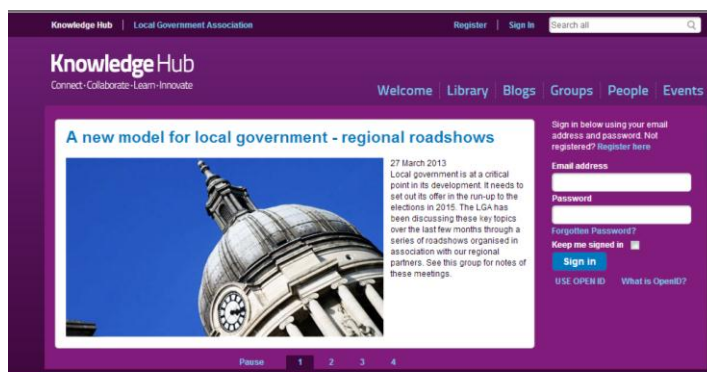 Knowledge Hub | Local Government Association Register | Sign In Search all
Knowledge Hub
Connect·Collaborate·Learn·Innovate
Welcome | Library | Blogs | Groups | People | Events
A new model for local government - regional roadshows
27 March 2013
Local government is at a critical
point in its development. It needs to
set out its offer in the run-up to the
elections in 2015. The LGA has
been discussing these key topics
over the last few months through a
series of roadshows organised in
association with our regional
partners. See this group for notes of
these meetings.
Pause 1 2 3 4
Sign in below using your email
address and password. Not
registered? Register here
Email address
Password
Forgotten Password?
Keep me signed in
Sign in
USE OPEN ID What is OpenID?